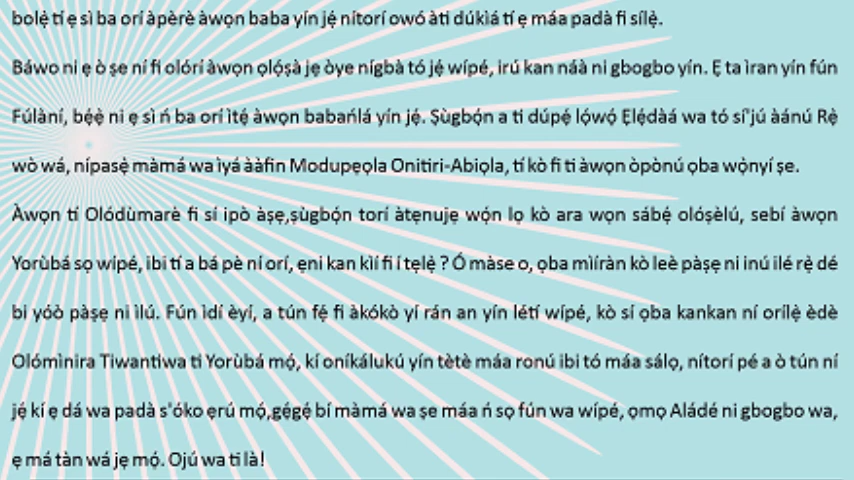 bolẹ̀ tí ẹ sì ba orí àpèrè àwọn baba yín jẹ́ nítorí owó àti dúkìá tí ẹ máa padà fi sílẹ̀.
Báwo ni ẹ ò ṣe ní fi olórí àwọn ọlọ́ṣà jẹ òye nígbà tó jẹ́ wípé, irú kan náà ni gbogbo yín. Ẹ ta ìran yín fún
Fúlàní, bẹ́ẹ̀ ni ẹ sì ń ba orí ìtẹ́ àwọn babańlá yín jẹ́. Ṣùgbọ́n a ti dúpẹ́ lọ́wọ́ Ẹlẹ́dàá wa tó sí'jú àánú Rẹ̀
wò wá, nípasẹ̀ màmá wa ìyá ààfin Modupẹọla Onitiri-Abiọla, tí kò fi ti àwọn òpònú ọba wọ̀nyí ṣe.
Àwọn tí Olódùmarè fi sí ipò àṣẹ,ṣùgbọ́n torí àtẹnujẹ wọ́n lọ kò ara wọn sábẹ́ olóṣèlú, sebí àwọn
Yorùbá sọ wípé, ibi tí a bá pè ní orí, ẹni kan kìí fi í tẹlẹ̀ ? Ó màse o, ọba mìíràn kò leè pàṣẹ ni inú ilé rẹ̀ dé
bi yóò pàṣẹ ni ìlú. Fún ìdí èyí, a tún fẹ́ fi àkókò yí rán an yín létí wípé, kò sí ọba kankan ní orílẹ̀ èdè
Olómìnira Tiwantiwa ti Yorùbá mọ́, kí oníkálukú yín tètè máa ronú ibi tó máa sálọ, nítorí pé a ò tún ní
jẹ́ kí ẹ dá wa padà s'óko ẹrú mọ́,gẹ́gẹ́ bí màmá wa ṣe máa ń sọ fún wa wípé, ọmọ Aládé ni gbogbo wa,
ẹ má tàn wá jẹ mọ́. Ojú wa ti là!